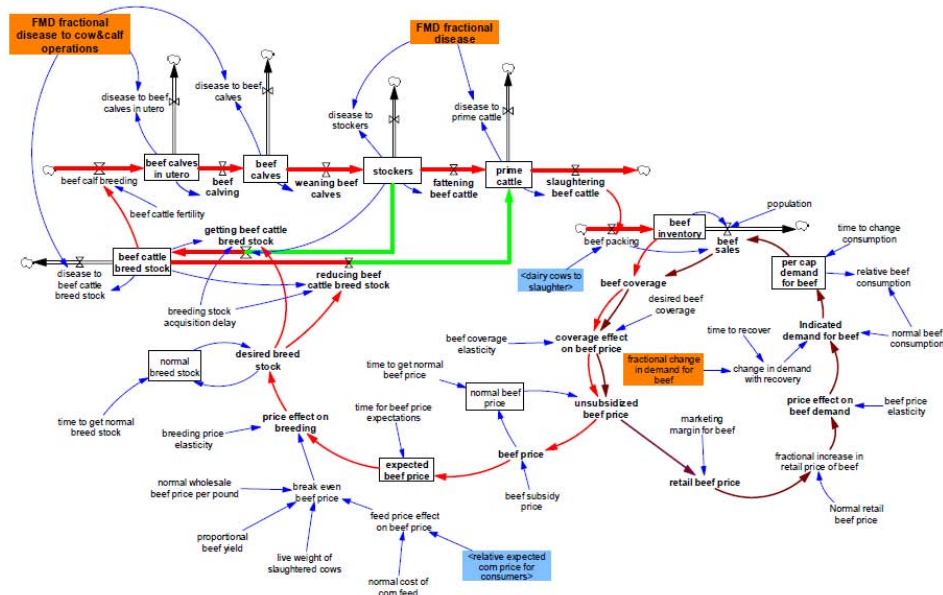 FMD fractional
disease to cow&calf
operations
FMD fractional
disease
disease to beef
calves in utero
disease to beef
calves
disease to
stockers
disease to
prime cattle
beef calves
in utero
beef
calves
stockers
prime
cattle
beef calf breeding
beef
calving
weaning beef
calves
fattening
beef cattle
slaughtering
beef cattle
beef cattle fertility
getting beef cattle
breed stock
beef cattle
breed stock
disease to
beef cattle
breed stock
reducing beef
cattle breed stock
breeding stock
acquisition delay
population
beef
inventory
beef packing
beef
sales
time to change
consumption
per cap
demand
for beef
relative beef
consumption
<dairy cows to
slaughter>
beef coverage
desired beef
coverage
Indicated
demand for beef
normal beef
consumption
beef coverage
elasticity
coverage effect
on beef price
time to recover
fractional change
in demand for
beef
change in demand
with recovery
normal
breed stock
desired breed
stock
time to get normal
beef price
normal beef
price
unsubsidized
beef price
price effect on
beef demand
beef price
elasticity
time to get normal
breed stock
price effect on
breeding
time for beef price
expectations
marketing
margin for beef
breeding price
elasticity
expected
beef price
beef price
retail beef price
fractional increase in
retail price of beef
normal wholesale
beef price per pound
break even
beef price
beef subsidy
price
Normal retail
beef price
proportional
beef yield
feed price effect
on beef price
live weight of
slaughtered cows
<relative expected
corn price for
consumers>
normal cost of
corn feed